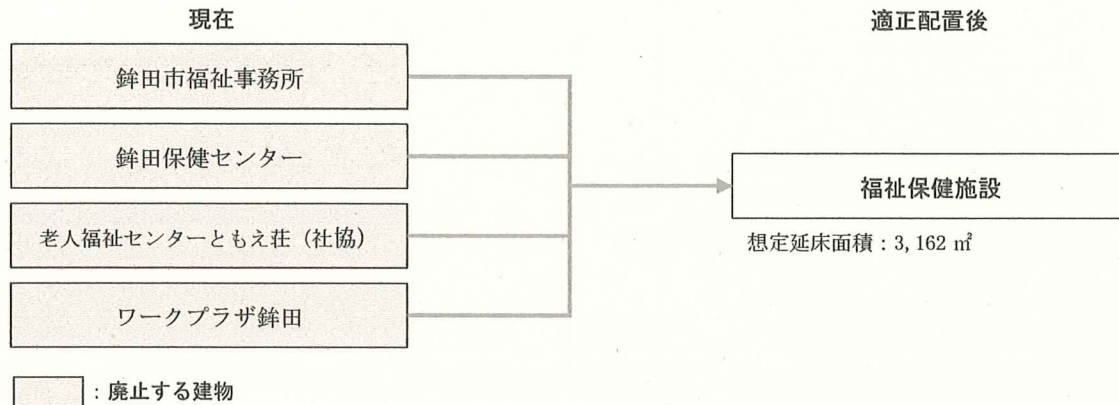 現在
適正配置後
鉾田市福祉事務所
鉾田保健センター
老人福祉センターともえ荘(社協)
ワークプラザ鉾田
福祉保健施設
想定延床面積:3,162 ㎡
:廃止する建物